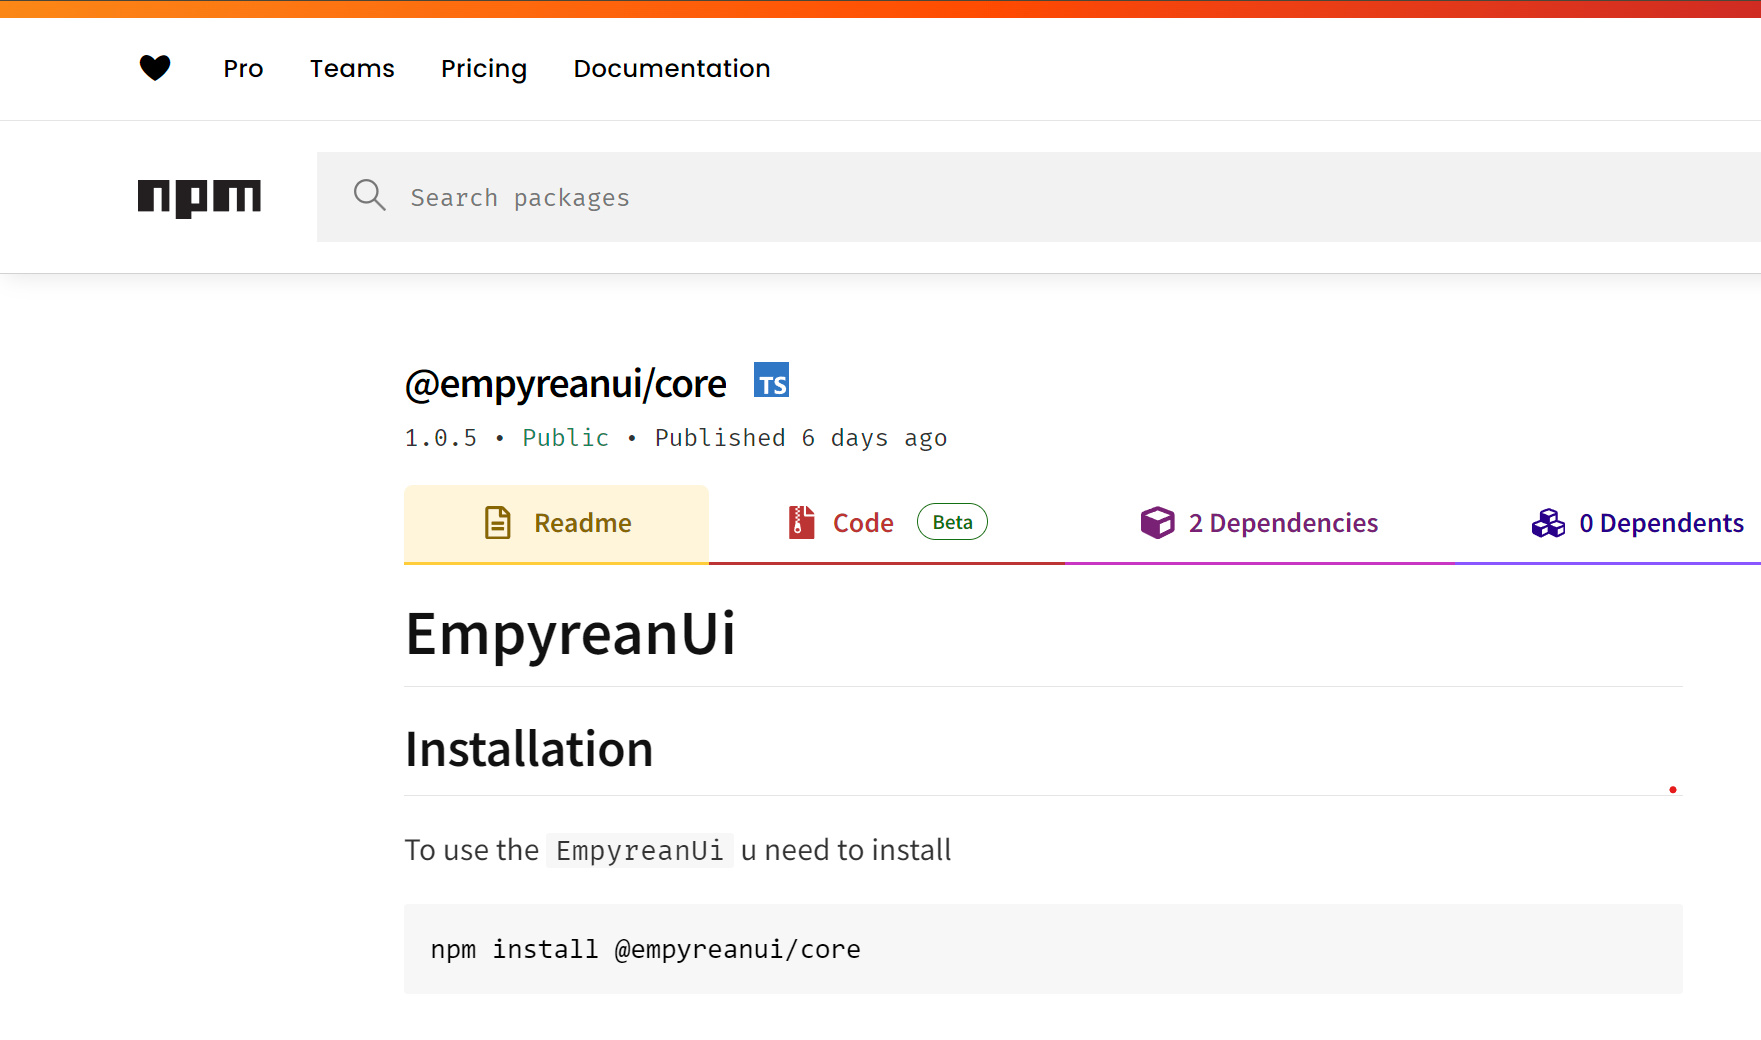 Pro Teams Pricing Documentation
npm Search packages
@empyreanui/core TS
1.0.5 • Public • Published 6 days ago
Readme Code Beta 2 Dependencies 0 Dependents
EmpyreanUi
Installation
To use the EmpyreanUi u need to install
npm install @empyreanui/core